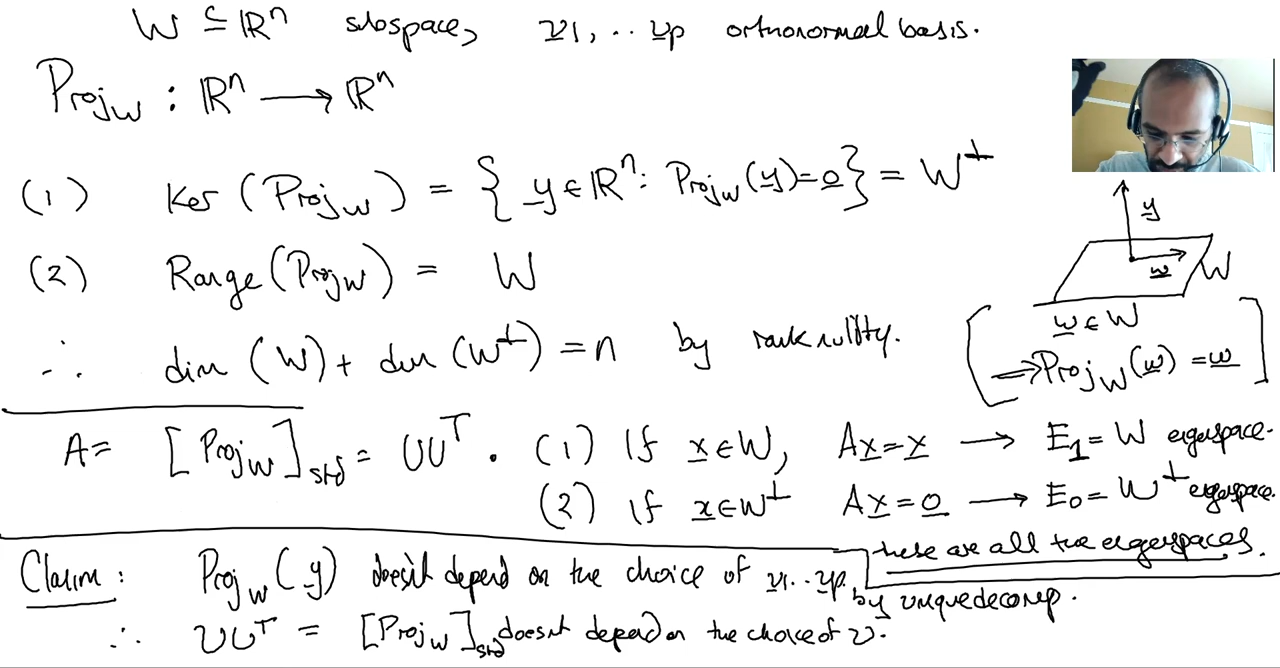 W ⊆ ℝⁿ subspace, v1, .. vp orthonormal basis.
Proj_W : ℝⁿ → ℝⁿ
(1) Ker (Proj_W) = { y ∈ ℝⁿ : Proj_W (y) = 0 } = W^⊥
y
(2) Range (Proj_W) = W
w
W
w ∈ W
∴ dim (W) + dim (W^⊥) = n by rank nullity.
⟹ Proj_W (w) = w
A = [Proj_W]_std = UU^T . (1) If x ∈ W, Ax = x → E_1 = W eigenspace.
(2) If x ∈ W^⊥ Ax = 0 → E_0 = W^⊥ eigenspace.
these are all the eigenspaces.
Claim : Proj_W (y) doesn't depend on the choice of v1..vp.
by unique decomp.
∴ UU^T = [Proj_W]_std doesn't depend on the choice of U.